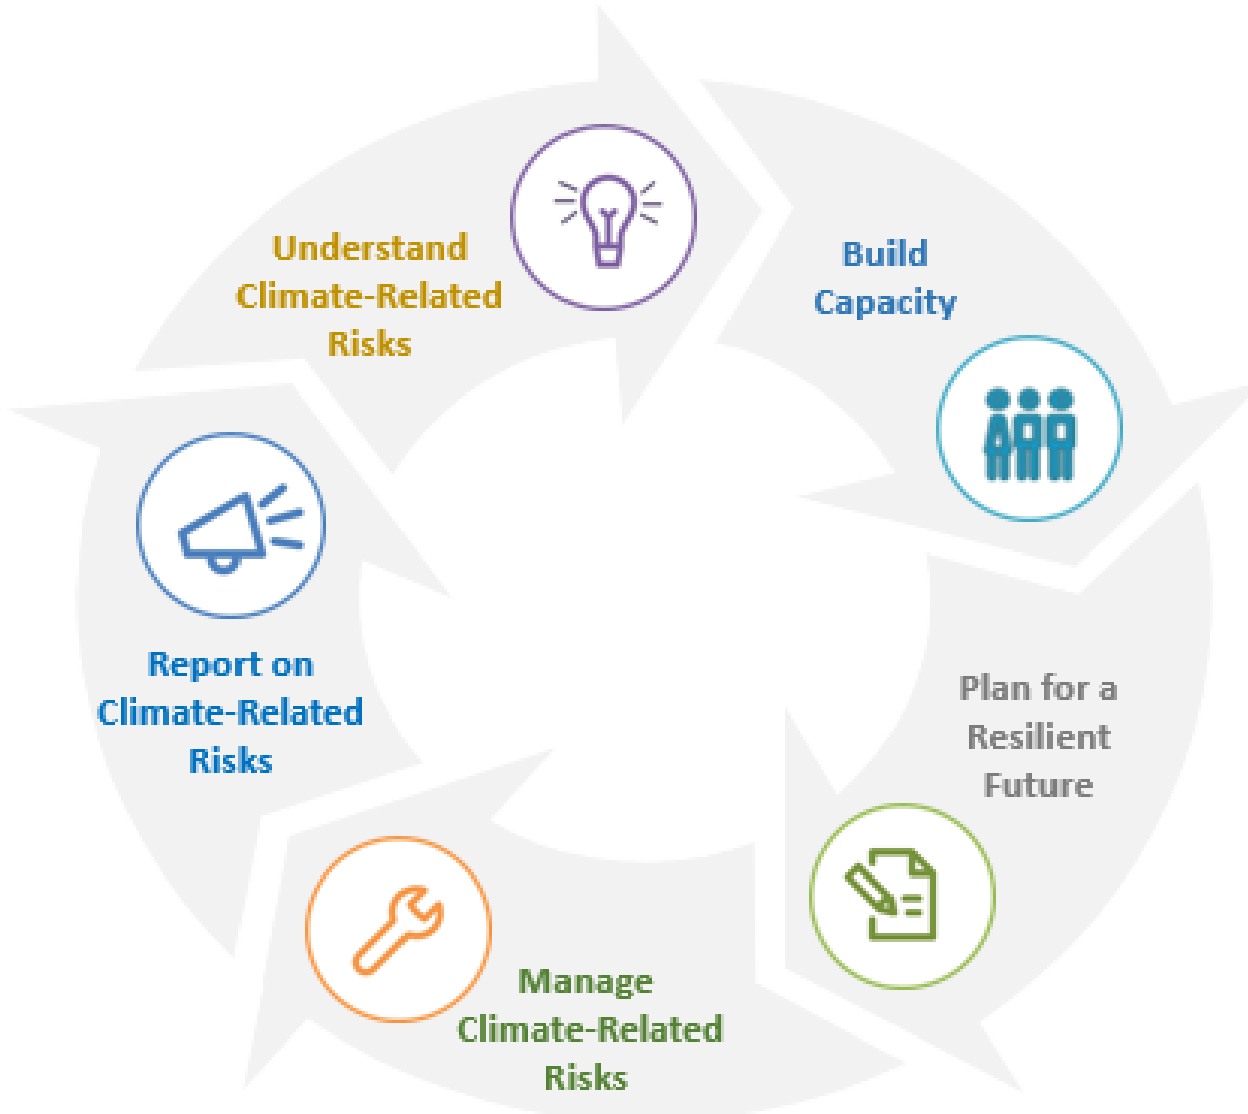 Understand
Climate-Related
Risks
Build
Capacity
Plan for a
Resilient
Future
Manage
Climate-Related
Risks
Report on
Climate-Related
Risks